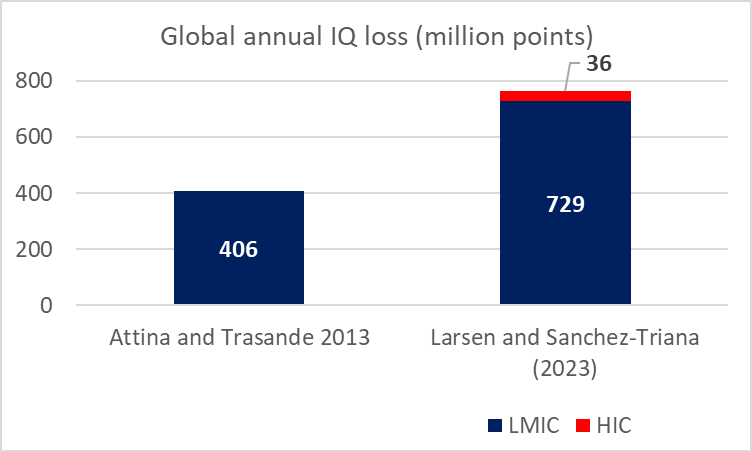 Global annual IQ loss (million points)
36
800
600
400
200
0
406
729
Attina and Trasande 2013
Larsen and Sanchez-Triana
(2023)
LMIC
HIC